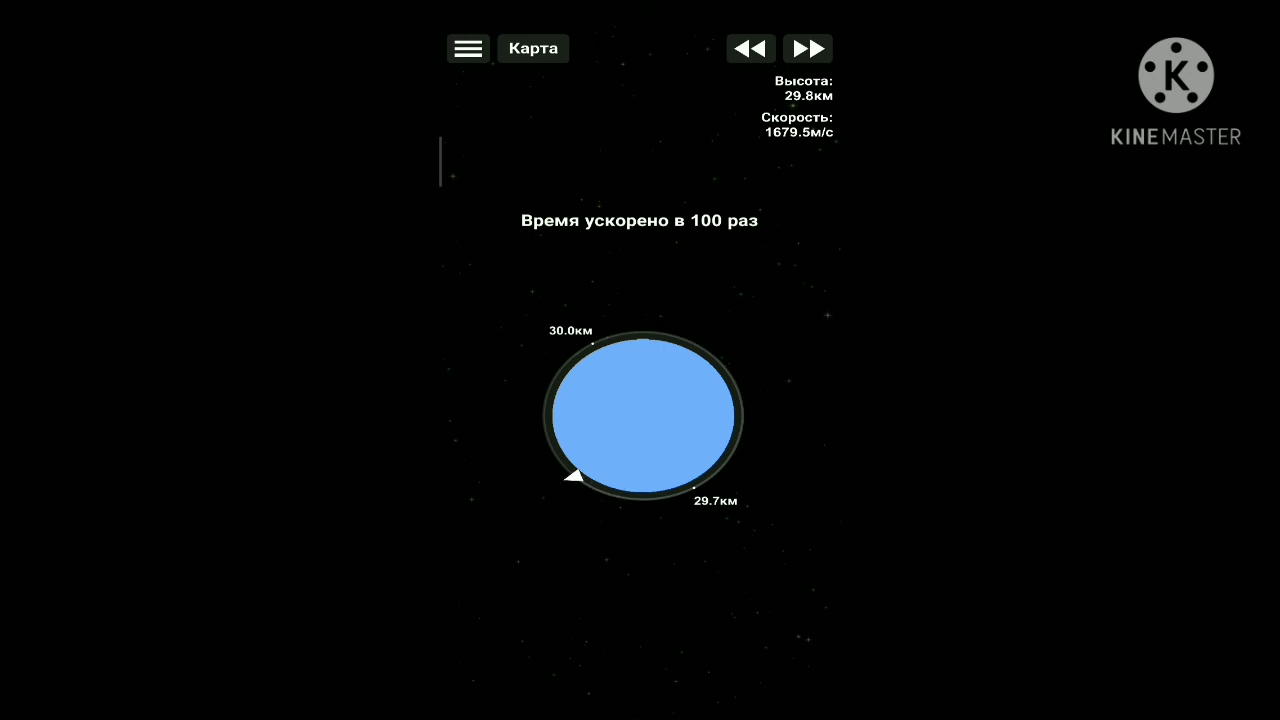 Карта
Высота:
29.8км
Скорость:
1679.5м/с
Время ускорено в 100 раз
30.0км
29.7км
K
KINEMASTER